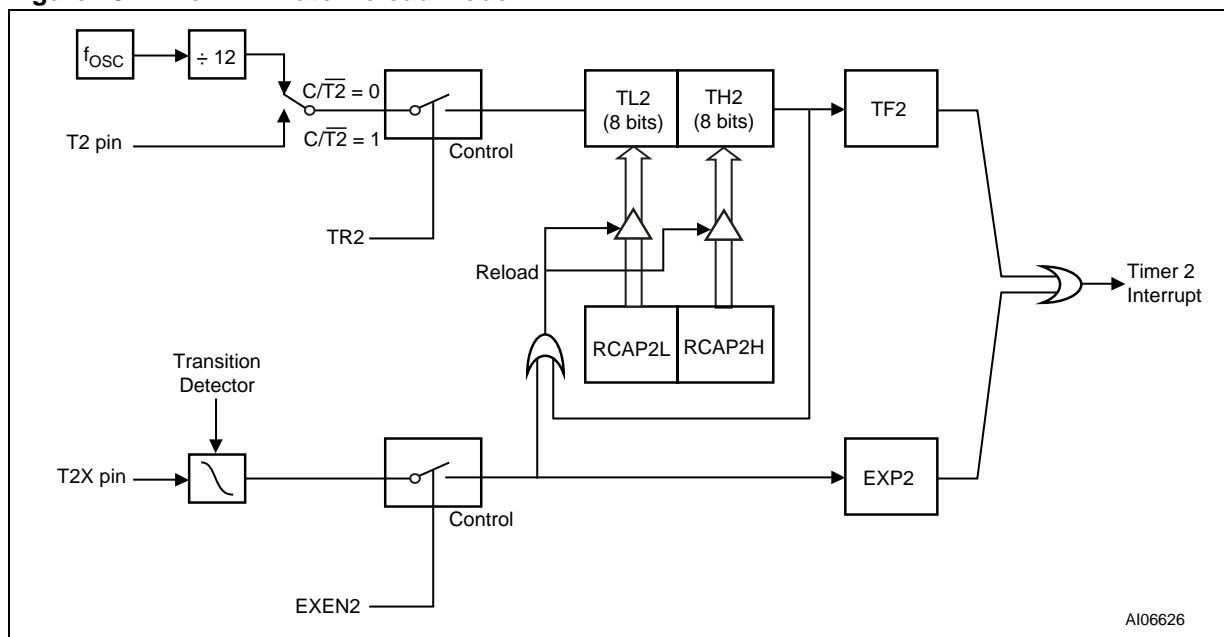 fOSC
÷ 12
C/T2 = 0
T2 pin
C/T2 = 1
Control
TR2
TL2
(8 bits)
TH2
(8 bits)
TF2
Reload
RCAP2L
RCAP2H
Timer 2
Interrupt
Transition
Detector
T2X pin
Control
EXEN2
EXP2
AI06626